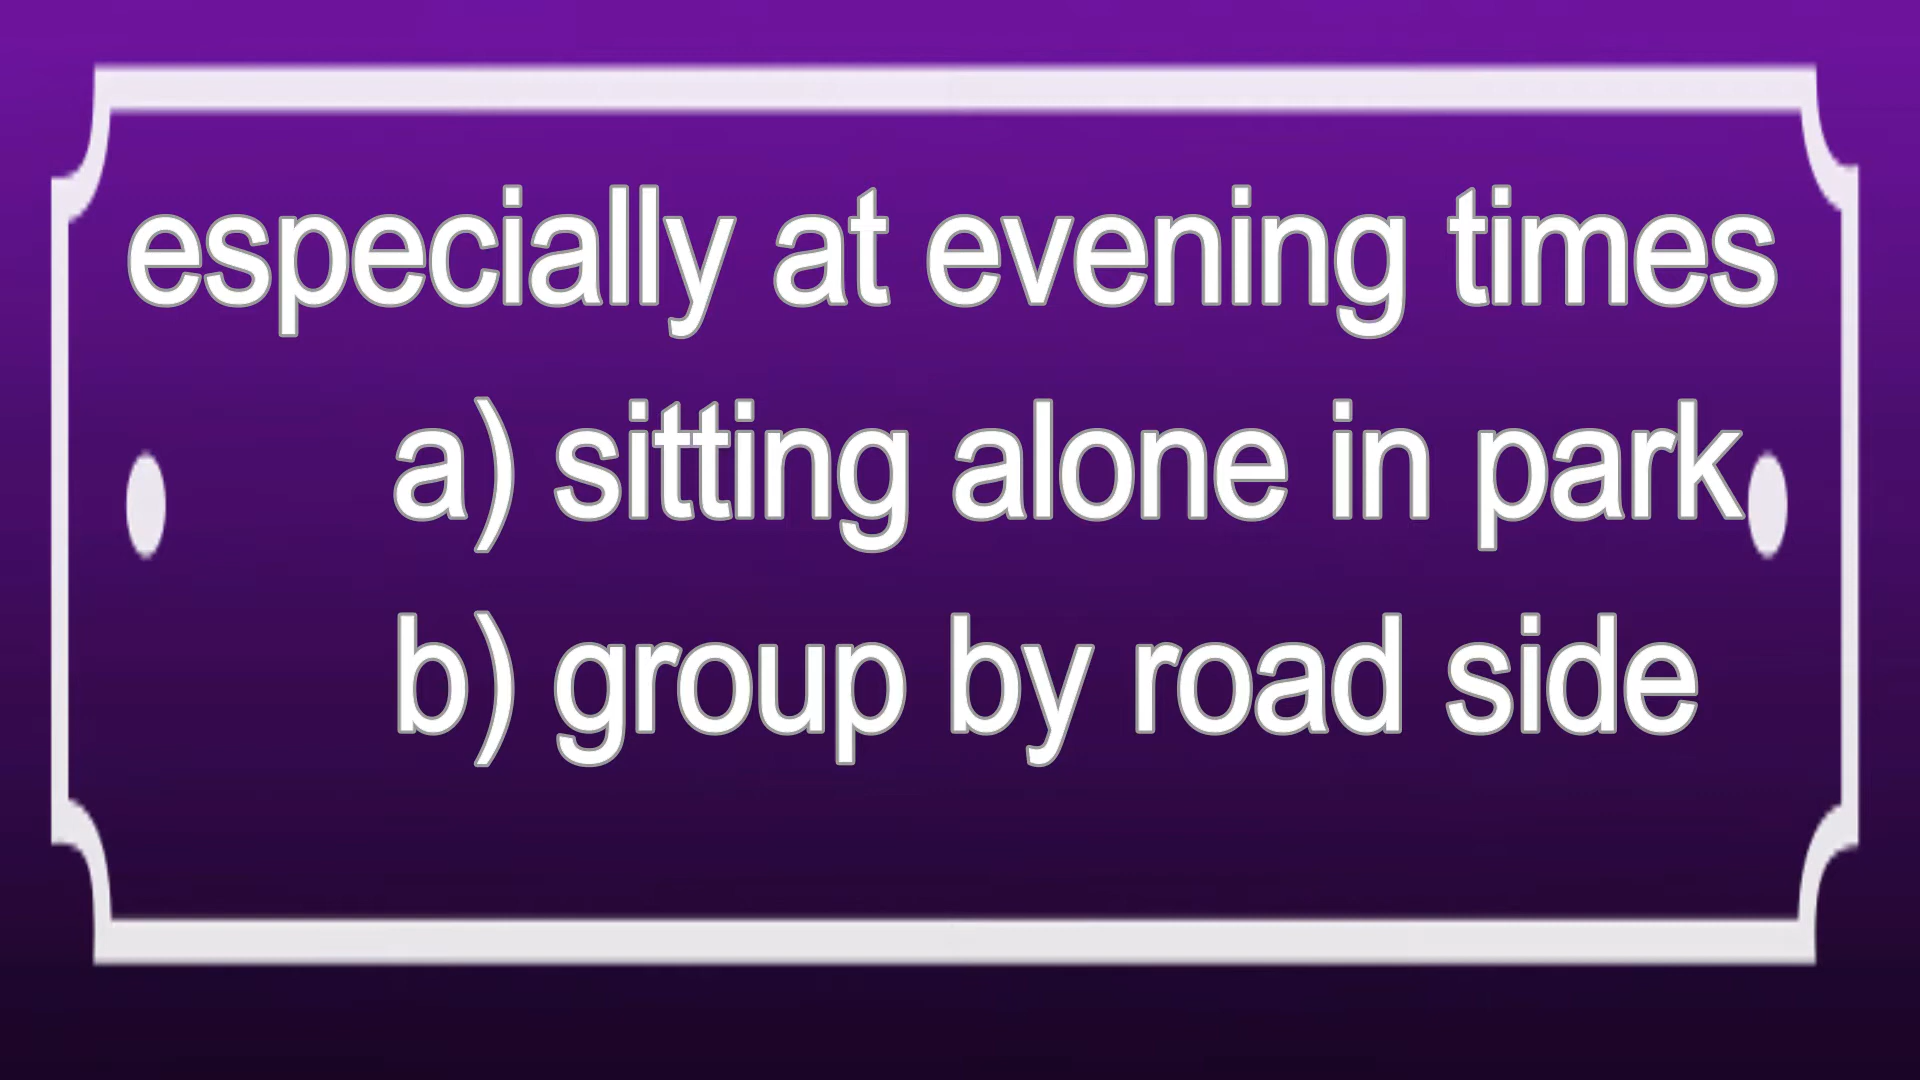 especially at evening times
a) sitting alone in park
b) group by road side